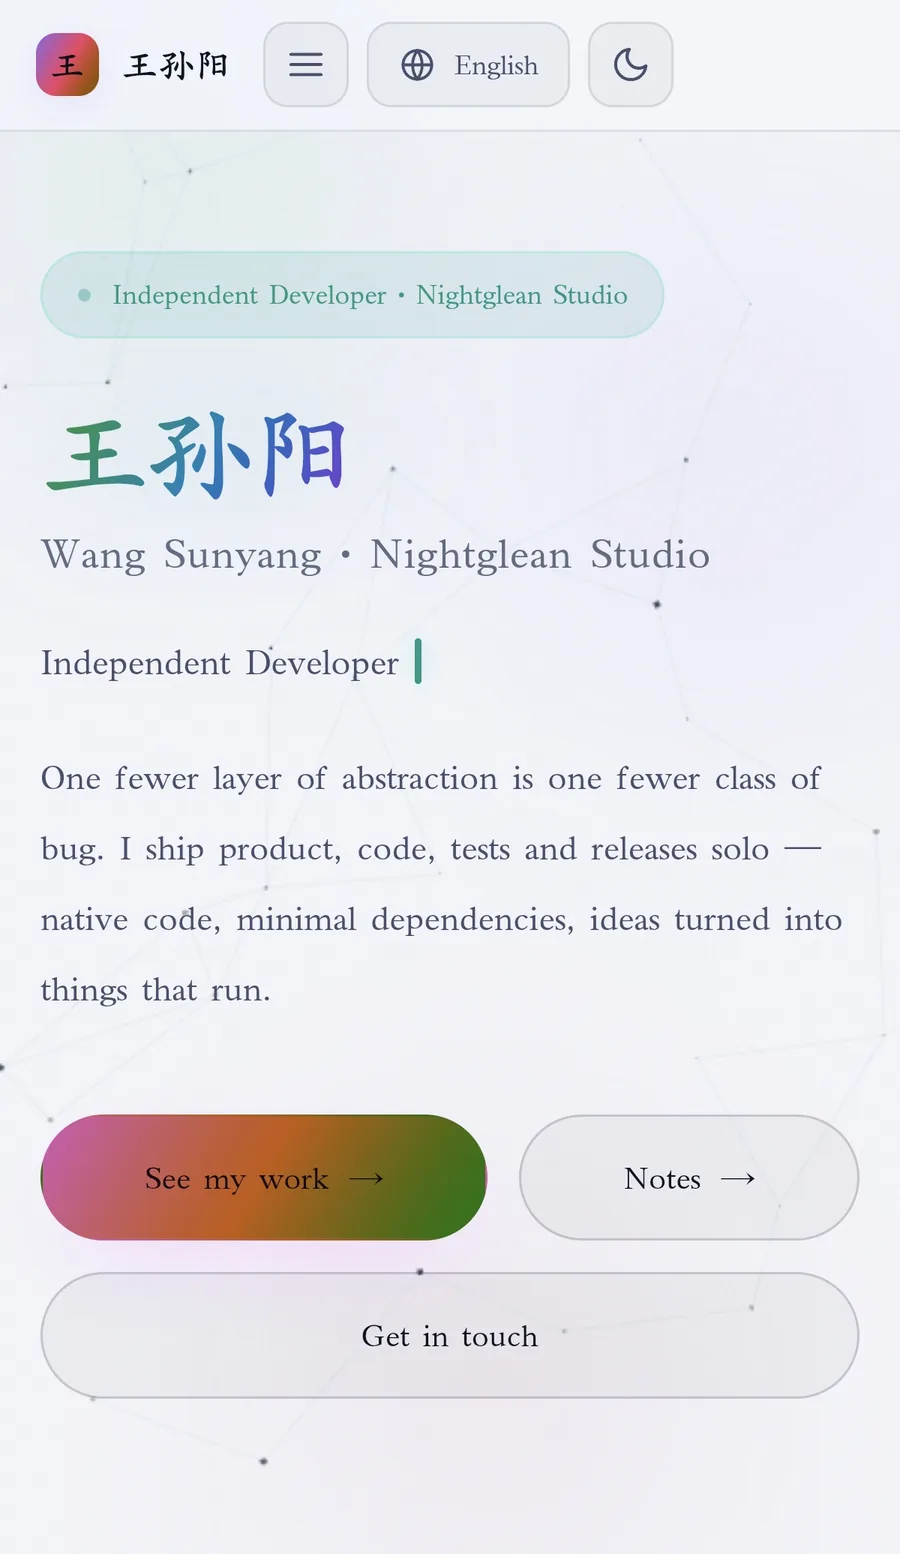 王 王孙阳 English
Independent Developer • Nightglean Studio
王孙阳
Wang Sunyang • Nightglean Studio
Independent Developer
One fewer layer of abstraction is one fewer class of
bug. I ship product, code, tests and releases solo —
native code, minimal dependencies, ideas turned into
things that run.
See my work → Notes →
Get in touch